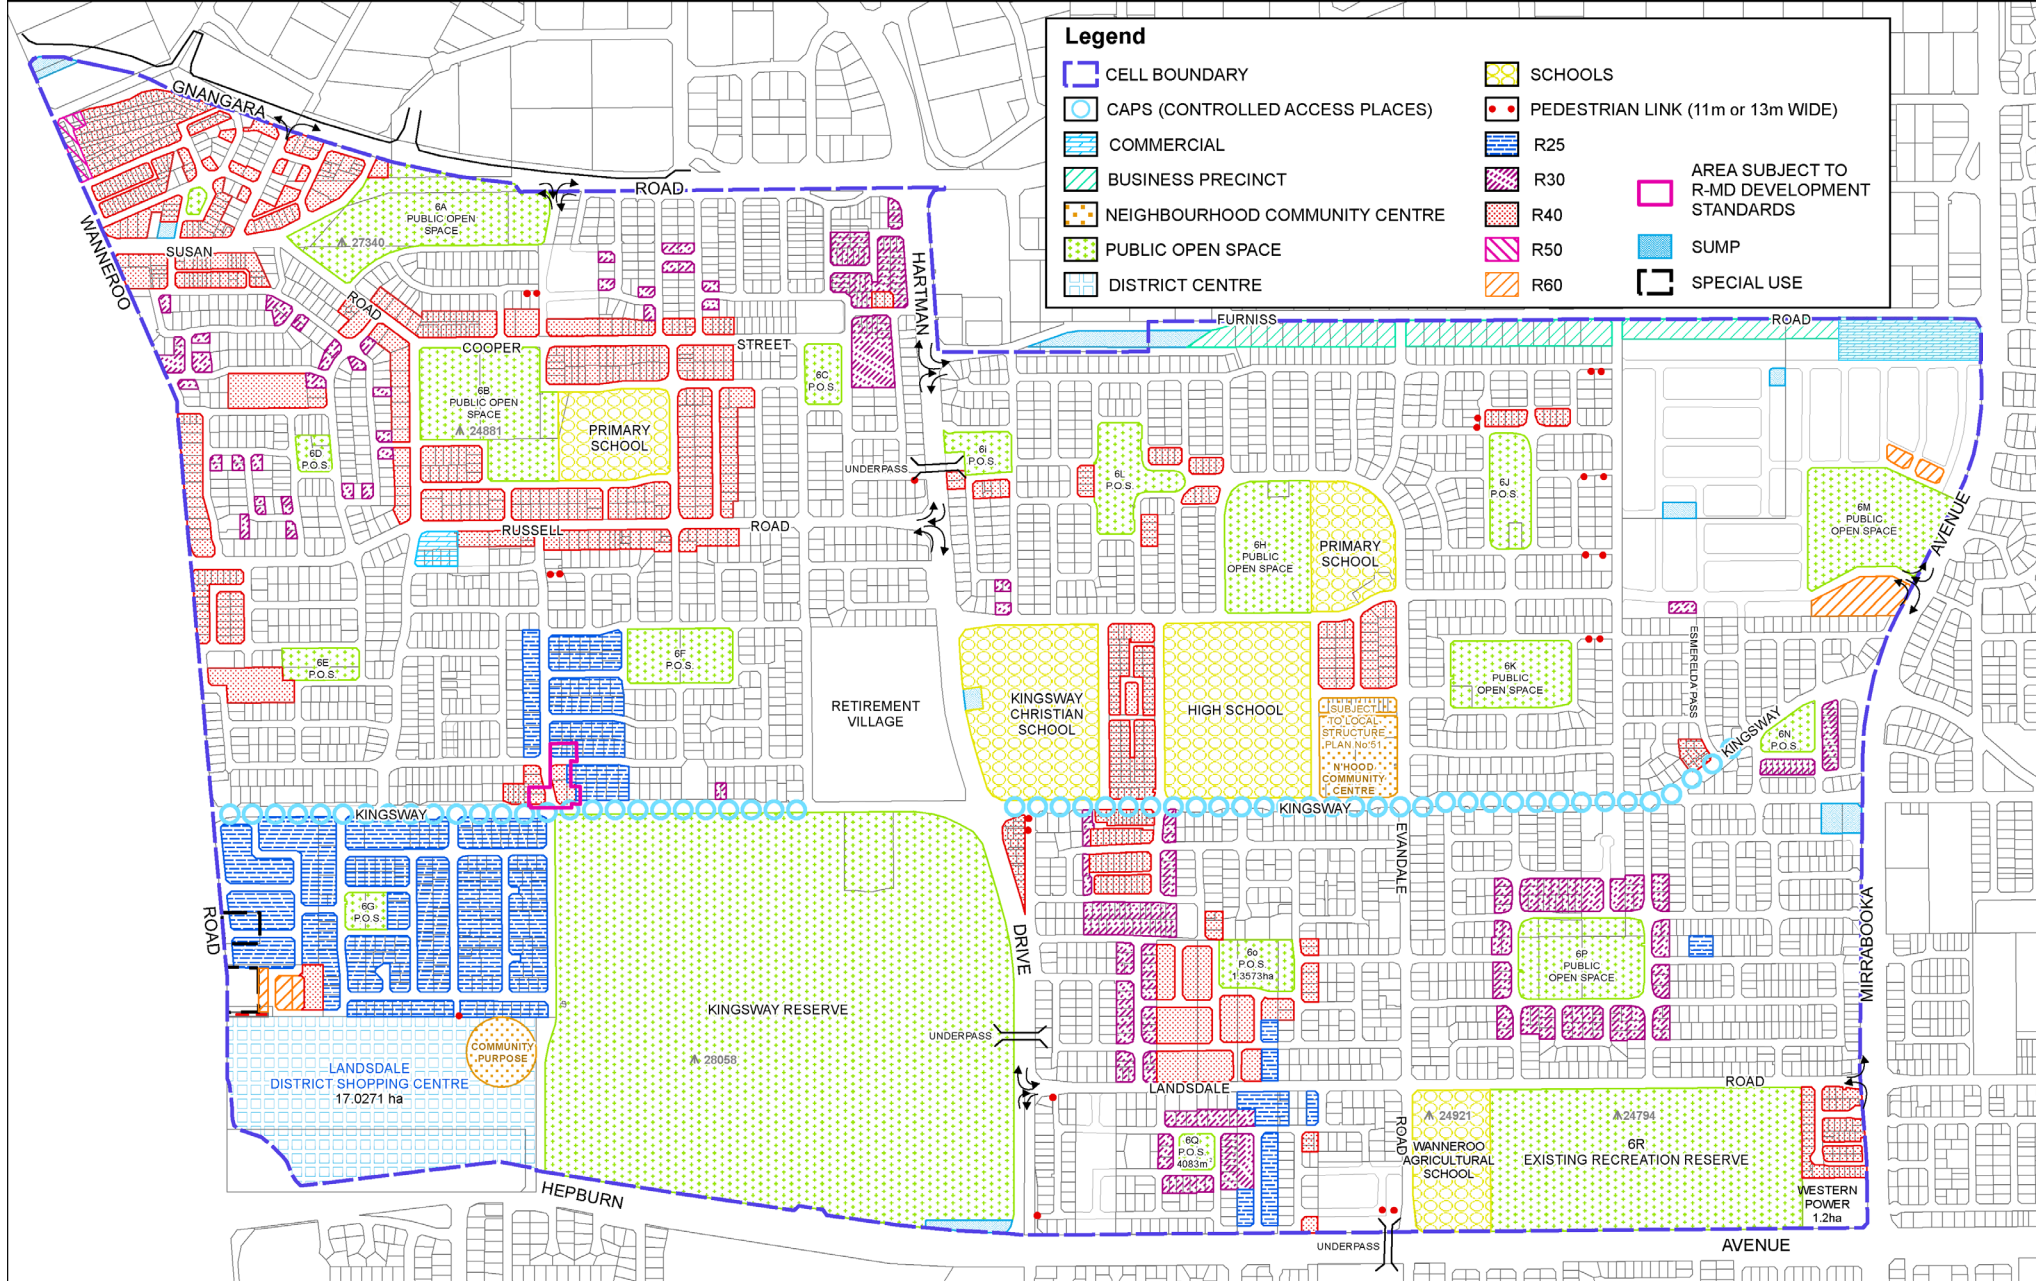 Legend
CELL BOUNDARY
CAPS (CONTROLLED ACCESS PLACES)
COMMERCIAL
BUSINESS PRECINCT
NEIGHBOURHOOD COMMUNITY CENTRE
PUBLIC OPEN SPACE
DISTRICT CENTRE
SCHOOLS
PEDESTRIAN LINK (11m or 13m WIDE)
R25
R30
R40
R50
R60
AREA SUBJECT TO
R-MD DEVELOPMENT
STANDARDS
SUMP
SPECIAL USE
GNANGARA
ROAD
WANNEROO
SUSAN
ROAD
6A
PUBLIC OPEN
SPACE
27340
HARTMAN
FURNISS
ROAD
COOPER
STREET
6B
PUBLIC OPEN
SPACE
24881
PRIMARY
SCHOOL
6C
P.O.S.
6D
P.O.S.
UNDERPASS
6I
P.O.S.
6L
P.O.S.
6J
P.O.S.
6M
PUBLIC
OPEN SPACE
AVENUE
RUSSELL
ROAD
6H
PUBLIC
OPEN SPACE
PRIMARY
SCHOOL
6E
P.O.S.
6F
P.O.S.
RETIREMENT
VILLAGE
KINGSWAY
CHRISTIAN
SCHOOL
HIGH SCHOOL
SUBJECT
TO LOCAL
STRUCTURE
PLAN No.51
N'HOOD
COMMUNITY
CENTRE
6K
PUBLIC
OPEN SPACE
ESMERELDA PASS
KINGSWAY
6N
P.O.S.
KINGSWAY
KINGSWAY
EVANDALE
ROAD
6G
P.O.S.
DRIVE
6o
P.O.S.
1.3573ha
6P
PUBLIC
OPEN SPACE
MIRRABOOKA
KINGSWAY RESERVE
28058
UNDERPASS
COMMUNITY
PURPOSE
LANDSDALE
DISTRICT SHOPPING CENTRE
17.0271 ha
LANDSDALE
ROAD
6Q
P.O.S.
4083m²
ROAD
24921
WANNEROO
AGRICULTURAL
SCHOOL
24794
6R
EXISTING RECREATION RESERVE
WESTERN
POWER
1.2ha
HEPBURN
UNDERPASS
AVENUE